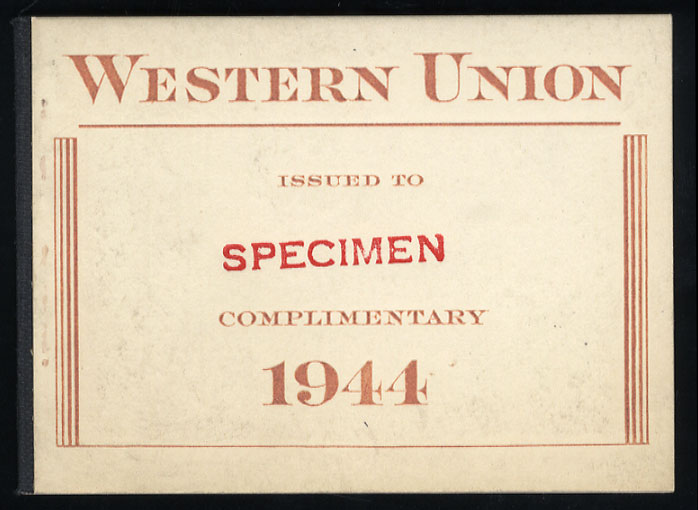 WESTERN UNION
ISSUED TO
SPECIMEN
COMPLIMENTARY
1944